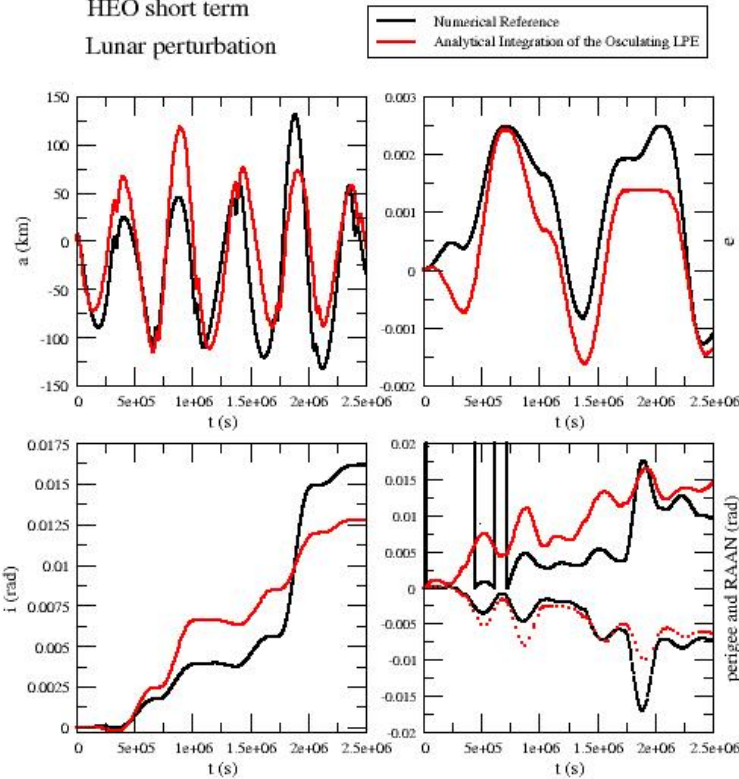 HEO short term
Lunar perturbation
Numerical Reference
Analytical Integration of the Osculating LPE
150
100
50
0
-50
-100
-150
a (km)
0 5e+05 1e+06 1.5e+06 2e+06 2.5e+06
t (s)
0.003
0.002
0.001
0
-0.001
-0.002
e
0 5e+05 1e+06 1.5e+06 2e+06 2.5e+06
t (s)
0.0175
0.015
0.0125
0.01
0.0075
0.005
0.0025
0
i (rad)
0 5e+05 1e+06 1.5e+06 2e+06 2.5e+06
t (s)
0.02
0.015
0.01
0.005
0
-0.005
-0.01
-0.015
-0.02
perigee and RAAN (rad)
0 5e+05 1e+06 1.5e+06 2e+06 2.5e+06
t (s)